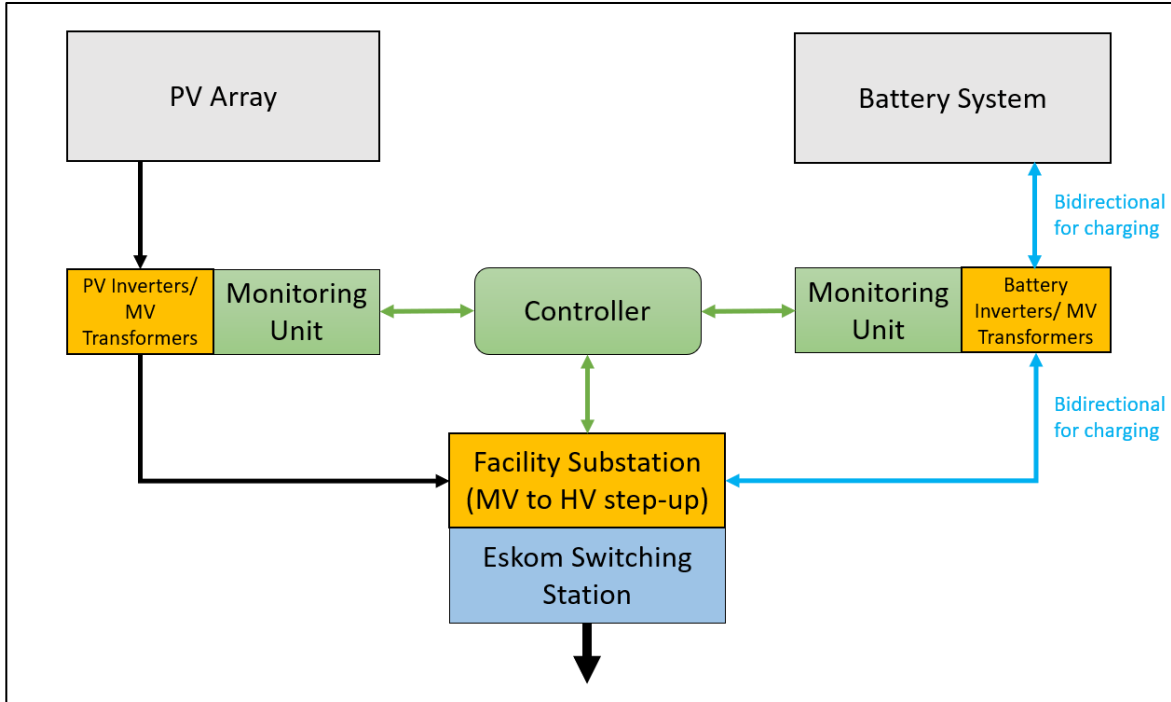 PV Array
Battery System
Bidirectional
for charging
PV Inverters/
MV
Transformers
Monitoring
Unit
Controller
Monitoring
Unit
Battery
Inverters/ MV
Transformers
Bidirectional
for charging
Facility Substation
(MV to HV step-up)
Eskom Switching
Station